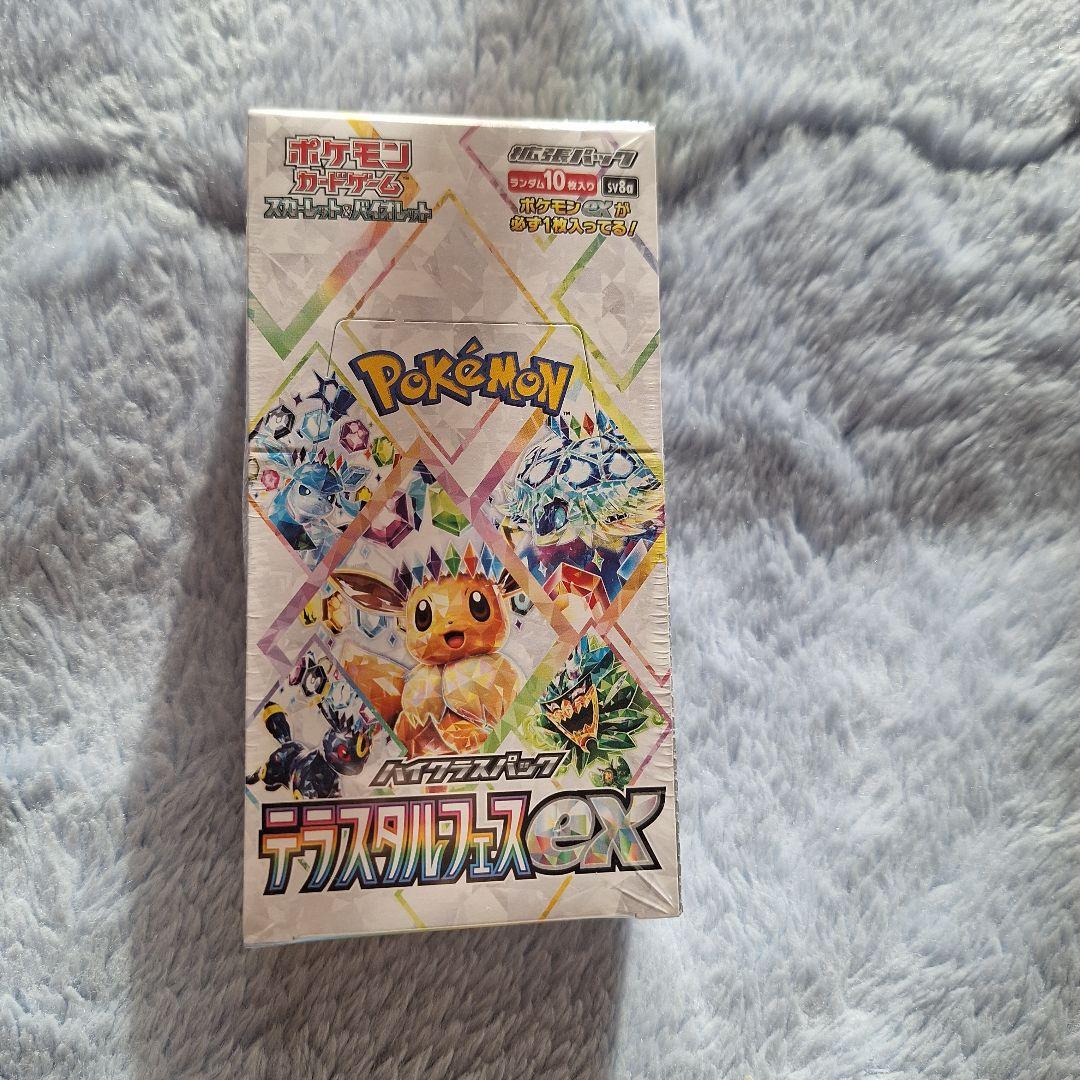 ポケモン
カードゲーム
スカーレット&バイオレット
拡張パック
ランダム10枚入り sv8a
ポケモンexが
必ず1枚入ってる!
POKéMON
TM
ハイクラスパック
テラスタル・フェスex